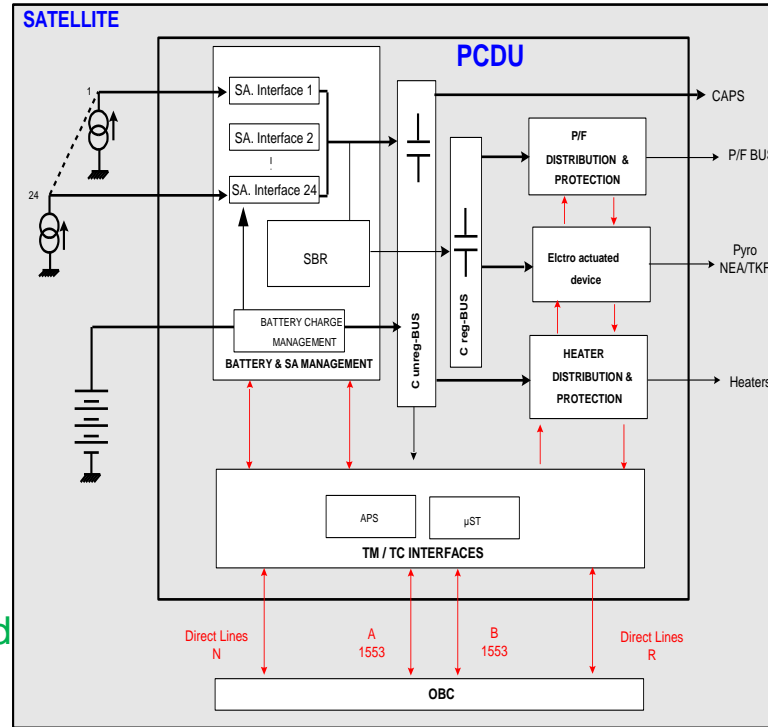 SATELLITE
PCDU
1
SA. Interface 1
SA. Interface 2
SA. Interface 24
24
SBR
BATTERY CHARGE
MANAGEMENT
BATTERY & SA MANAGEMENT
C unreg-BUS
C reg-BUS
P/F
DISTRIBUTION &
PROTECTION
Elctro actuated
device
HEATER
DISTRIBUTION &
PROTECTION
CAPS
P/F BUS
Pyro
NEA/TKF
Heaters
APS
µST
TM / TC INTERFACES
d
Direct Lines
N
A
1553
B
1553
Direct Lines
R
OBC